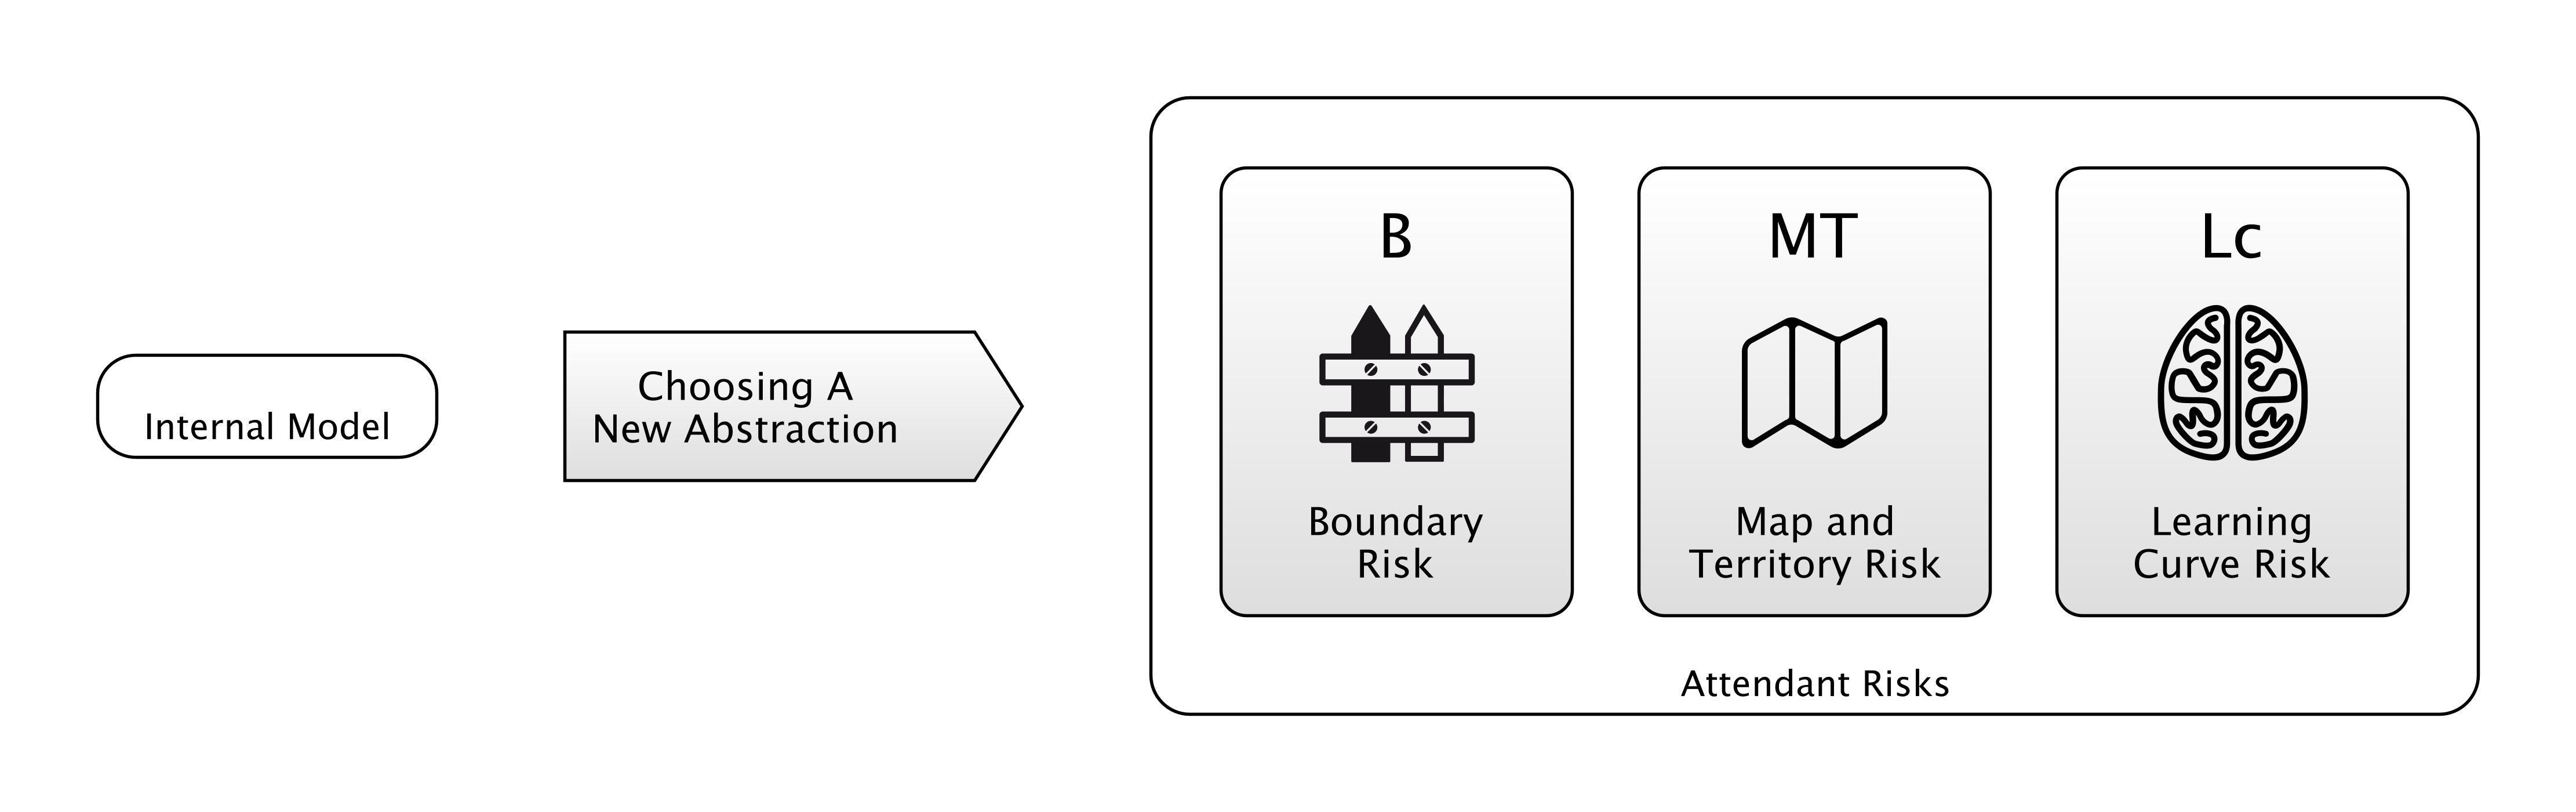 Internal Model
Choosing A
New Abstraction
B
Boundary
Risk
MT
Map and
Territory Risk
Lc
Learning
Curve Risk
Attendant Risks